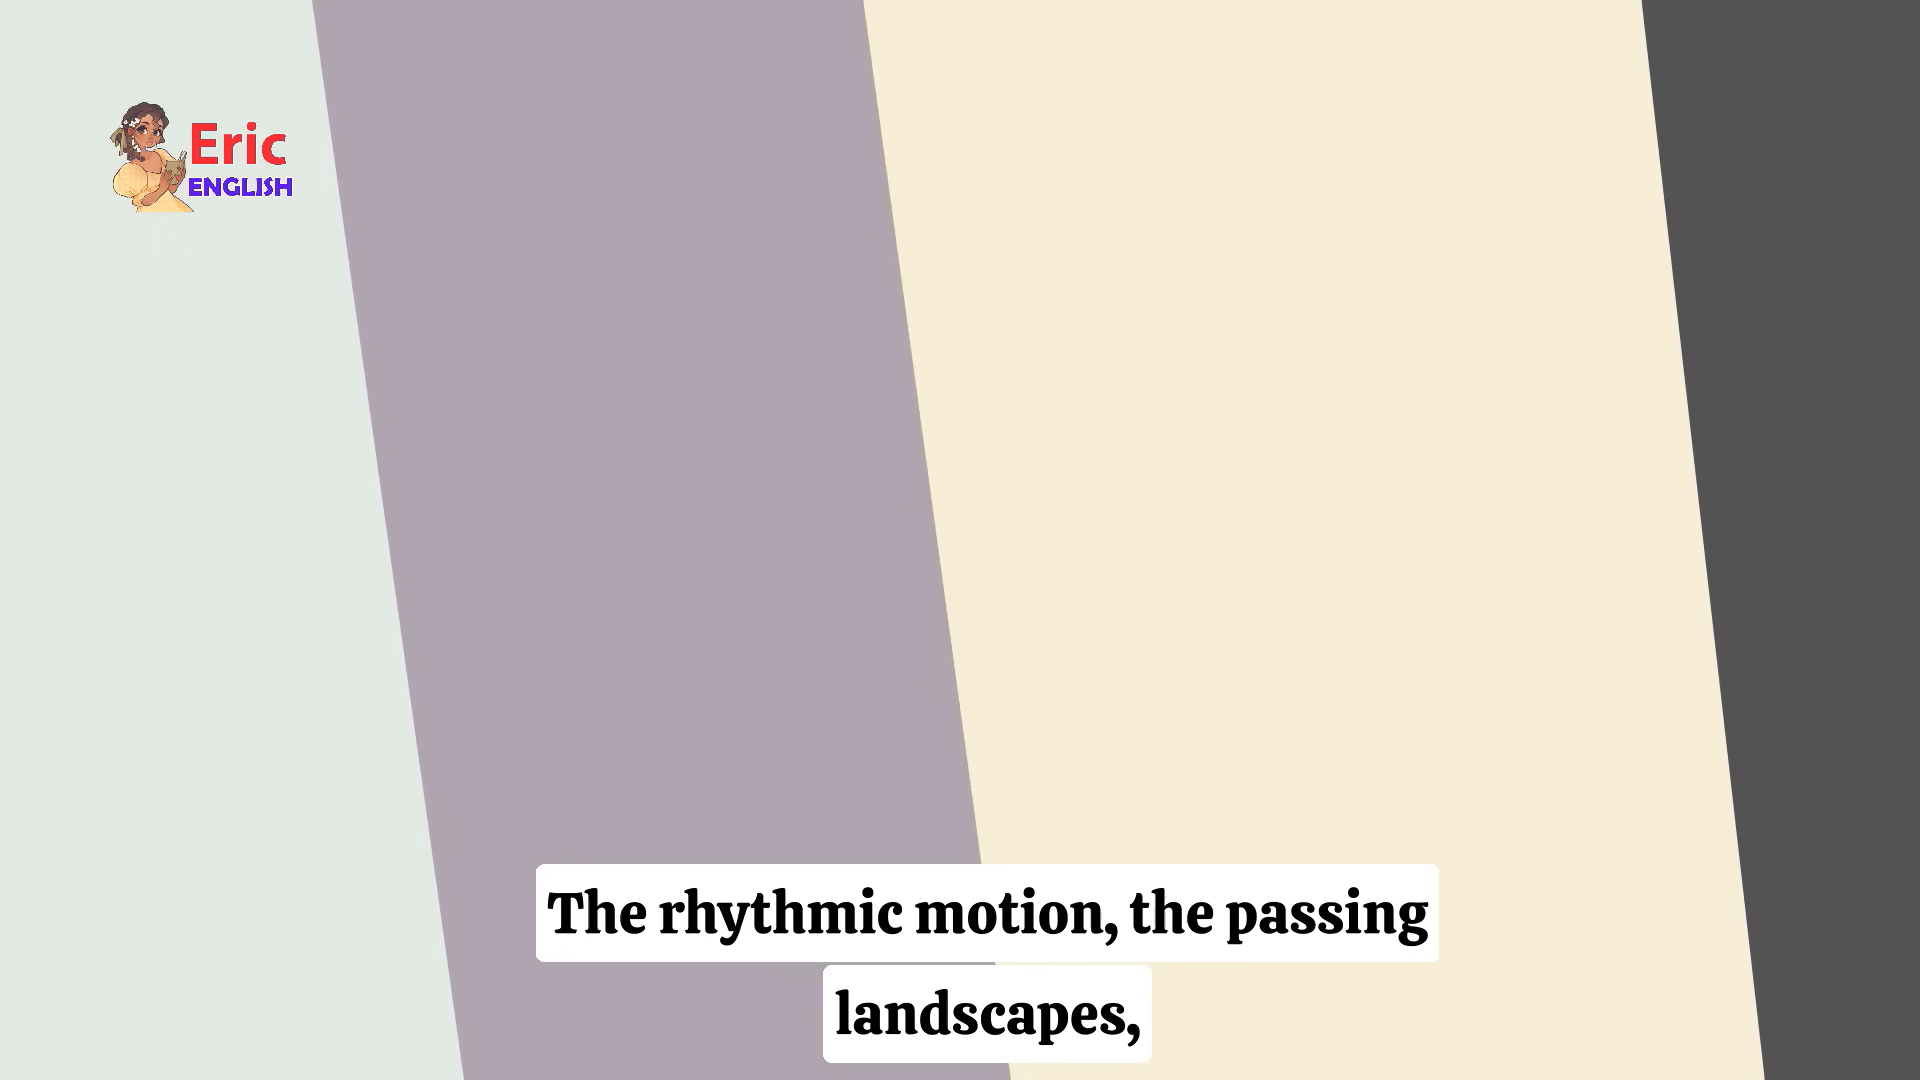 Eric
ENGLISH
The rhythmic motion, the passing
landscapes,